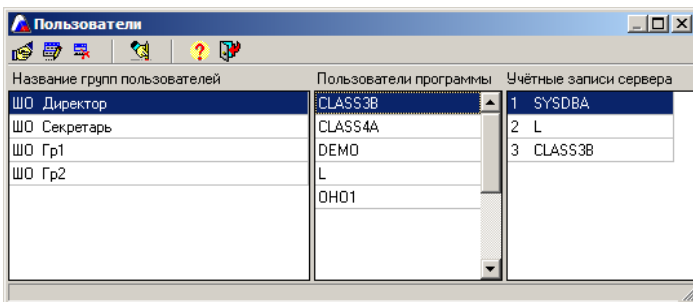 Пользователи
Название групп пользователей
Пользователи программы
Учётные записи сервера
ШО Директор
CLASS3B
1 SYSDBA
ШО Секретарь
CLASS4A
2 L
ШО Гр1
DEMO
3 CLASS3B
ШО Гр2
L
OHO1